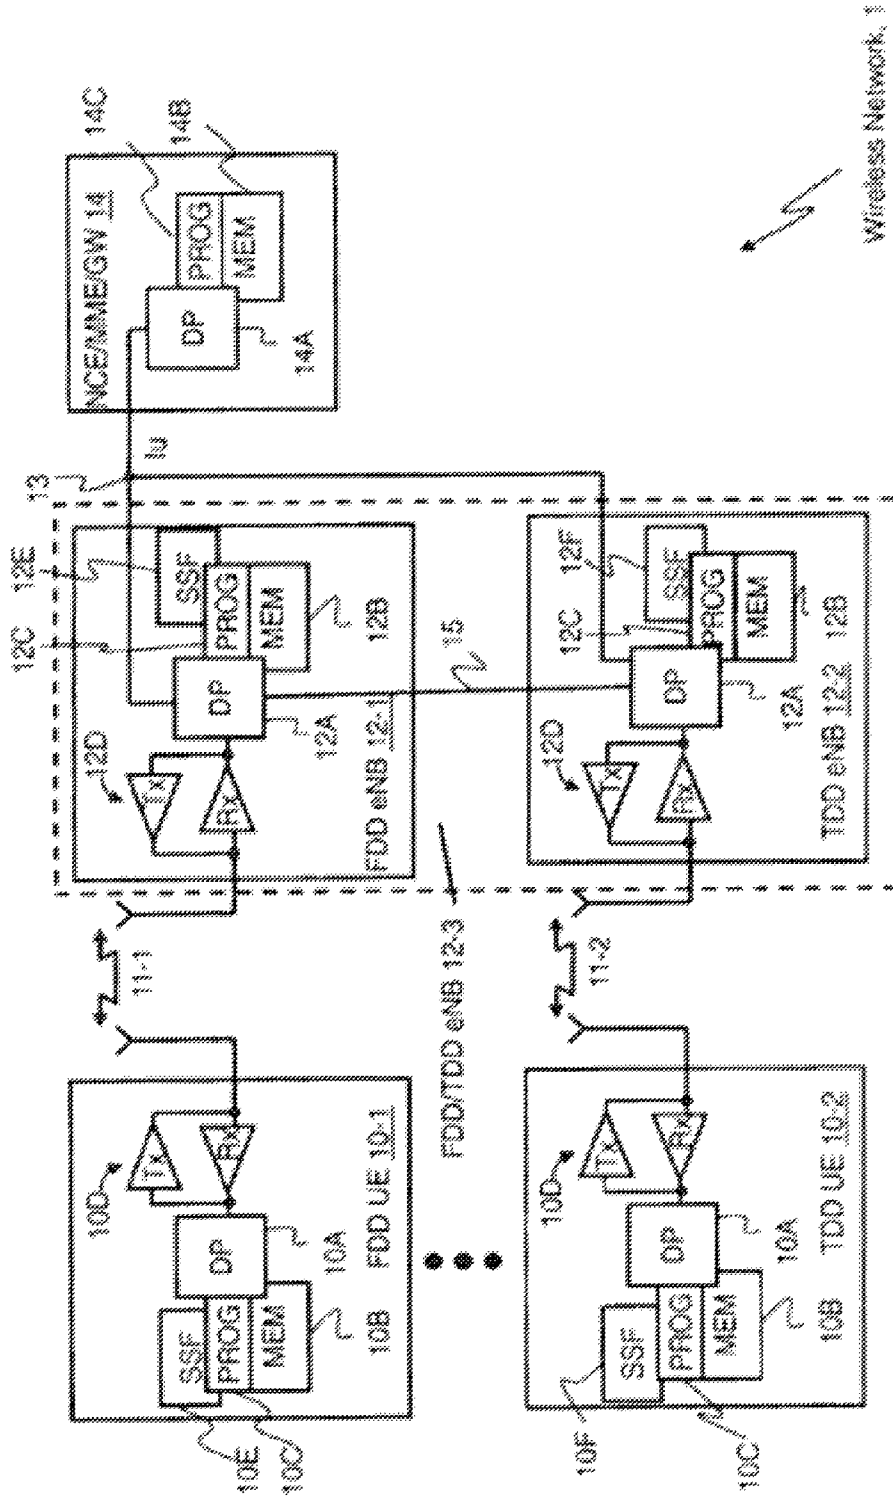 10E
10C
SSF
PROG
MEM
10B
DP
10A
10D
Tx
Rx
FDD UE 10-1
11-1
12D
Tx
Rx
DP
12A
12C
12E
SSF
PROG
MEM
12B
FDD eNB 12-1
13
Iu
NCE/MME/GW 14
DP
14A
PROG
MEM
14C
14B
FDD/TDD eNB 12-3
15
10F
10C
SSF
PROG
MEM
10B
DP
10A
10D
Tx
Rx
TDD UE 10-2
11-2
12D
Tx
Rx
DP
12A
12C
12F
SSF
PROG
MEM
12B
TDD eNB 12-2
Wireless Network, 1